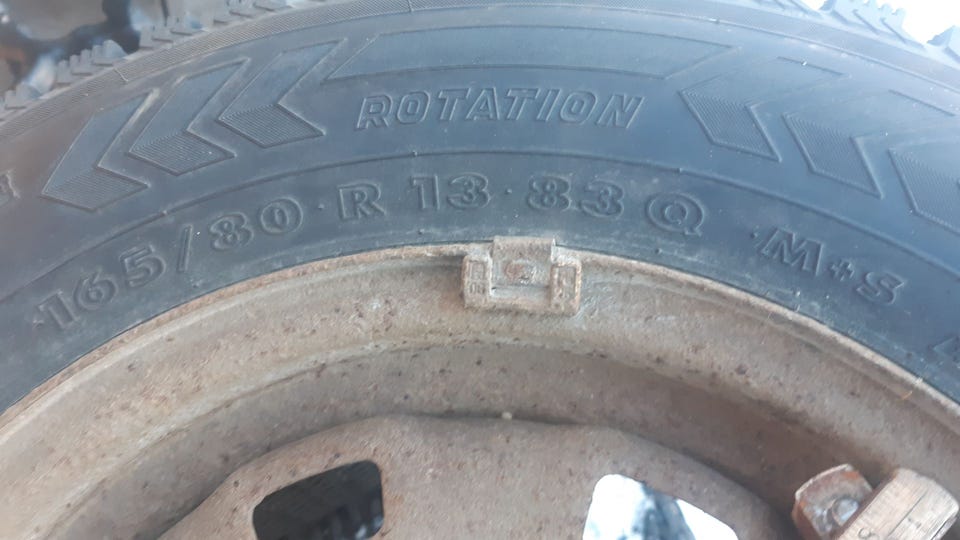 ROTATION
165/80 · R 13 · 83 Q M+S